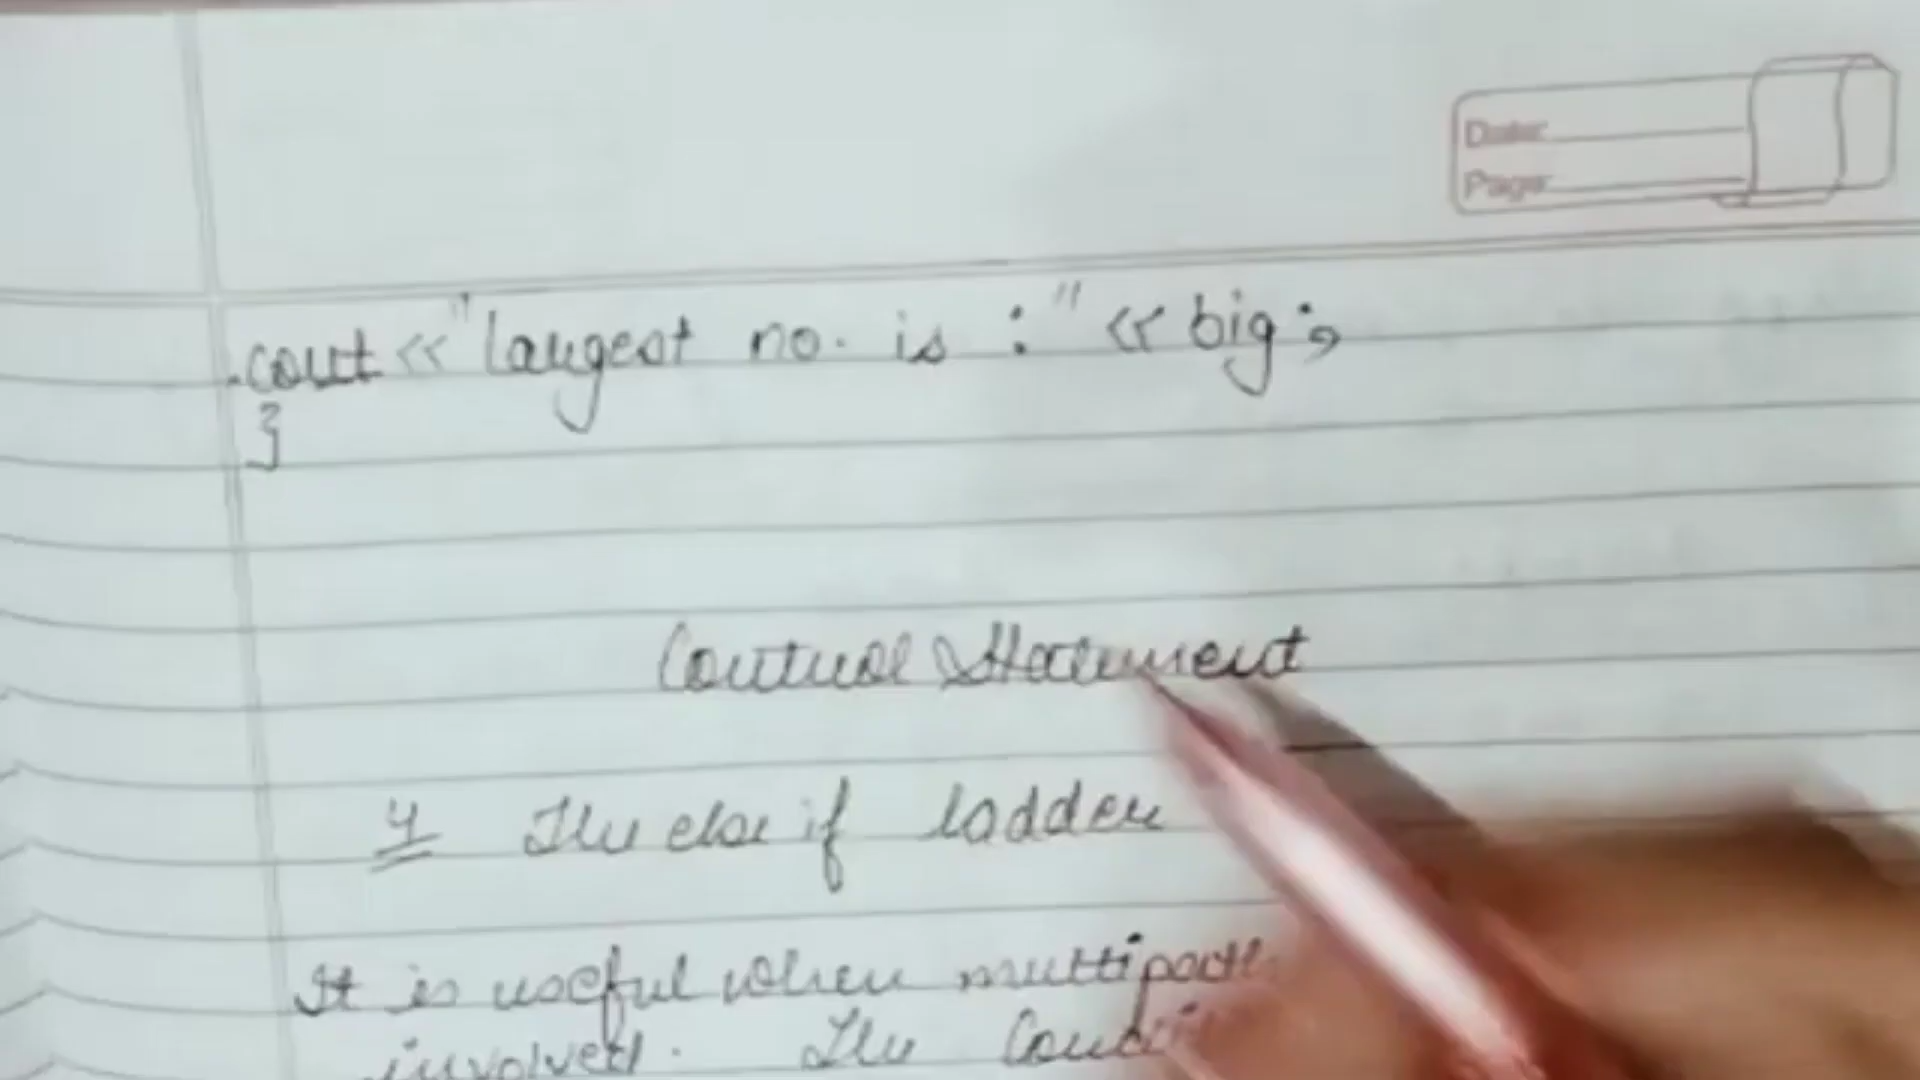 Date:
Page
cout<<"largest no. is :" << big;
}
Control Statement
4 The else if ladder
It is useful when multipath
involved. The